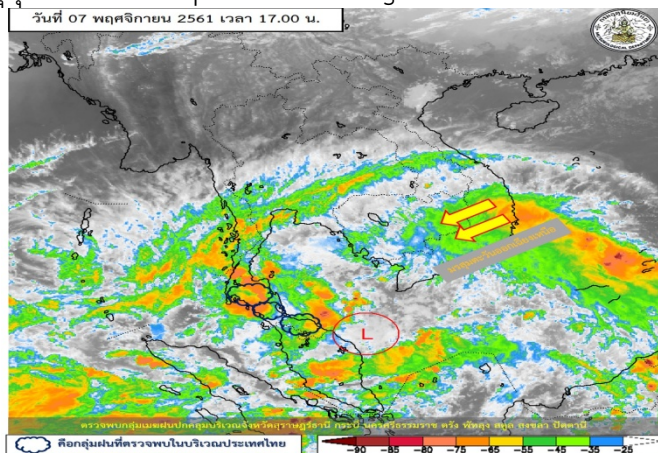 วันที่ 07 พฤศจิกายน 2561 เวลา 17.00 น.
L
ตรวจพบกลุ่มเมฆฝนปกคลุมบริเวณจังหวัดสุราษฎร์ธานี กระบี่ นครศรีธรรมราช ตรัง พัทลุง สตูล สงขลา ปัตตานี
คือกลุ่มฝนที่ตรวจพบในบริเวณประเทศไทย
-90 -85 -80 -75 -65 -55 -45 -35 -25